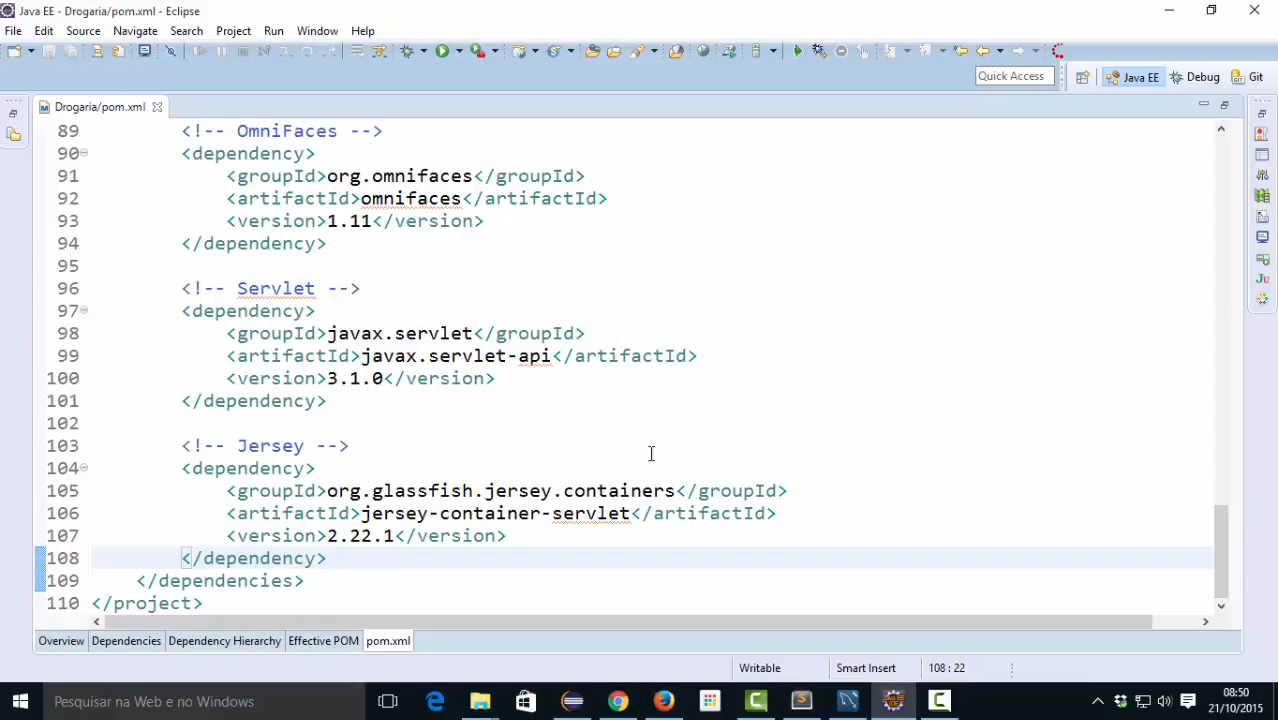 Java EE - Drogaria/pom.xml - Eclipse
File Edit Source Navigate Search Project Run Window Help
Quick Access Java EE Debug Git
Drogaria/pom.xml
89 <!-- OmniFaces -->
90 <dependency>
91 <groupId>org.omnifaces</groupId>
92 <artifactId>omnifaces</artifactId>
93 <version>1.11</version>
94 </dependency>
95
96 <!-- Servlet -->
97 <dependency>
98 <groupId>javax.servlet</groupId>
99 <artifactId>javax.servlet-api</artifactId>
100 <version>3.1.0</version>
101 </dependency>
102
103 <!-- Jersey -->
104 <dependency>
105 <groupId>org.glassfish.jersey.containers</groupId>
106 <artifactId>jersey-container-servlet</artifactId>
107 <version>2.22.1</version>
108 </dependency>
109 </dependencies>
110 </project>
Overview Dependencies Dependency Hierarchy Effective POM pom.xml
Writable Smart Insert 108 : 22
Pesquisar na Web e no Windows
08:50
21/10/2015